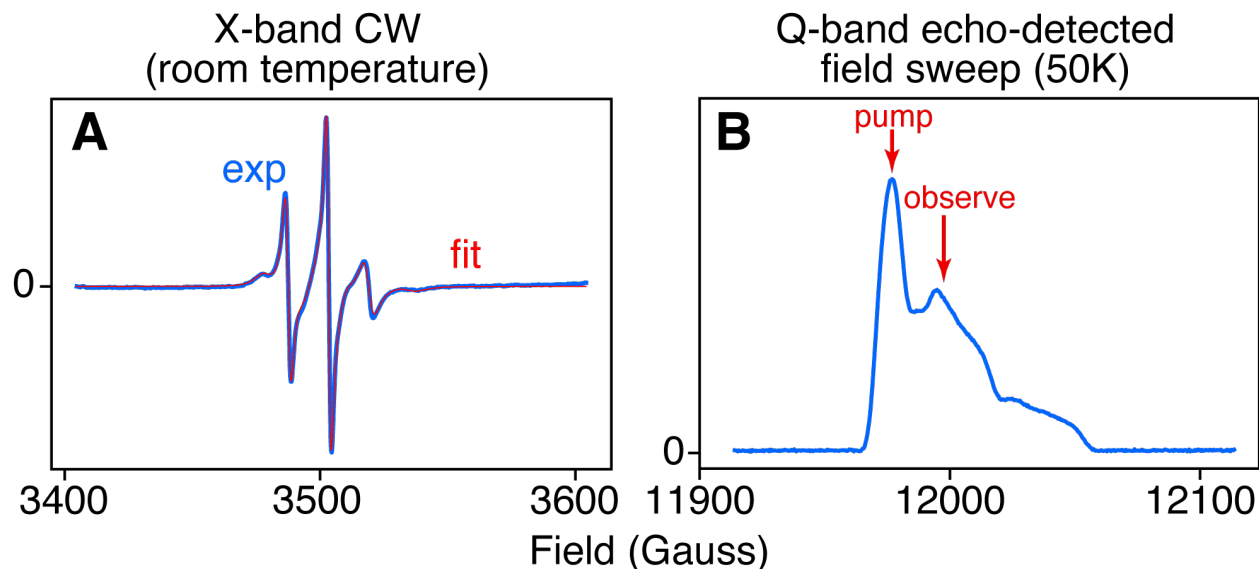 X-band CW
(room temperature)
Q-band echo-detected
field sweep (50K)
A
exp
fit
0
3400
3500
3600
B
pump
observe
0
11900
12000
12100
Field (Gauss)